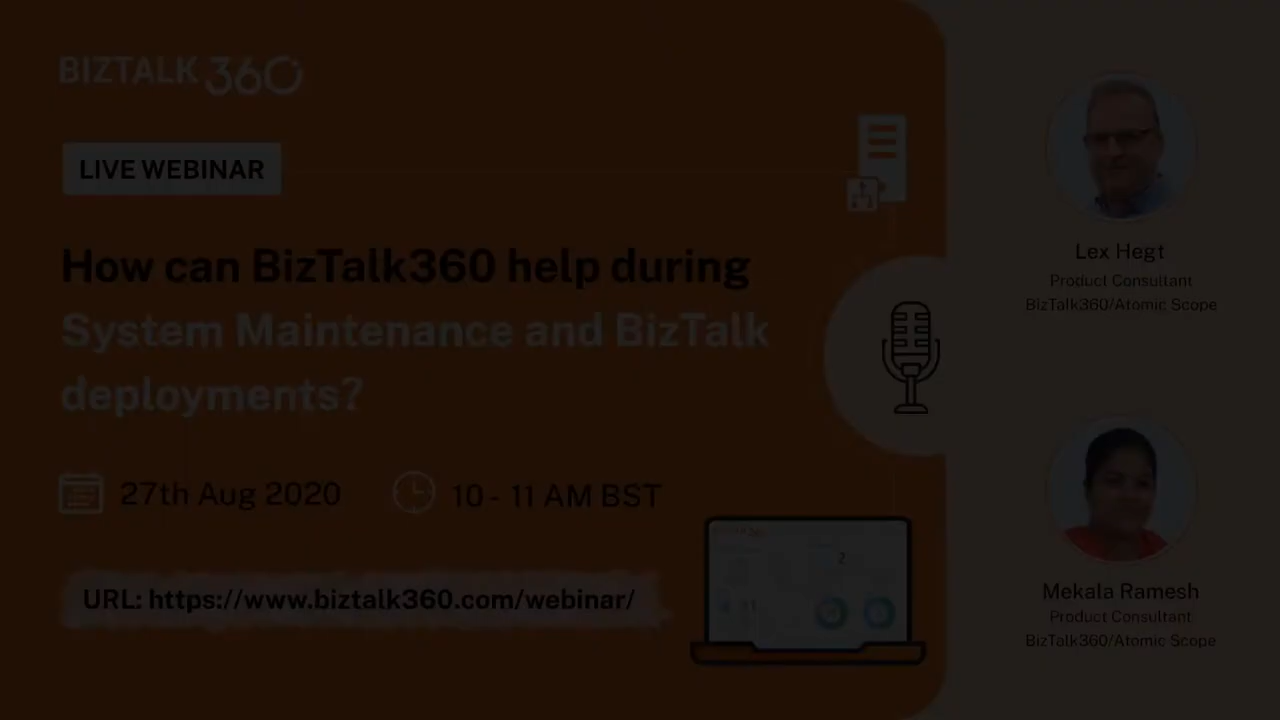 BIZTALK 360
LIVE WEBINAR
How can BizTalk360 help during
System Maintenance and BizTalk
deployments?
27th Aug 2020
10 - 11 AM BST
URL: https://www.biztalk360.com/webinar/
Lex Hegt
Product Consultant
BizTalk360/Atomic Scope
Mekala Ramesh
Product Consultant
BizTalk360/Atomic Scope